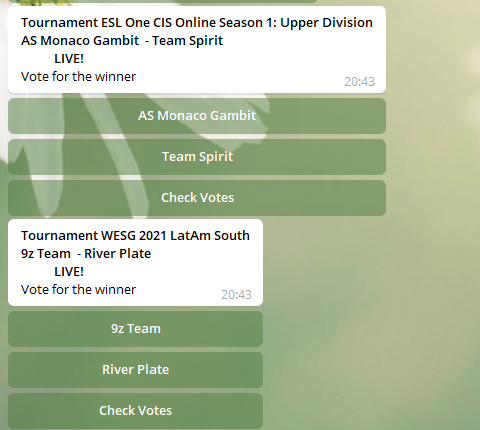 Tournament ESL One CIS Online Season 1: Upper Division
AS Monaco Gambit - Team Spirit
LIVE!
Vote for the winner
20:43
AS Monaco Gambit
Team Spirit
Check Votes
Tournament WESG 2021 LatAm South
9z Team - River Plate
LIVE!
Vote for the winner
20:43
9z Team
River Plate
Check Votes